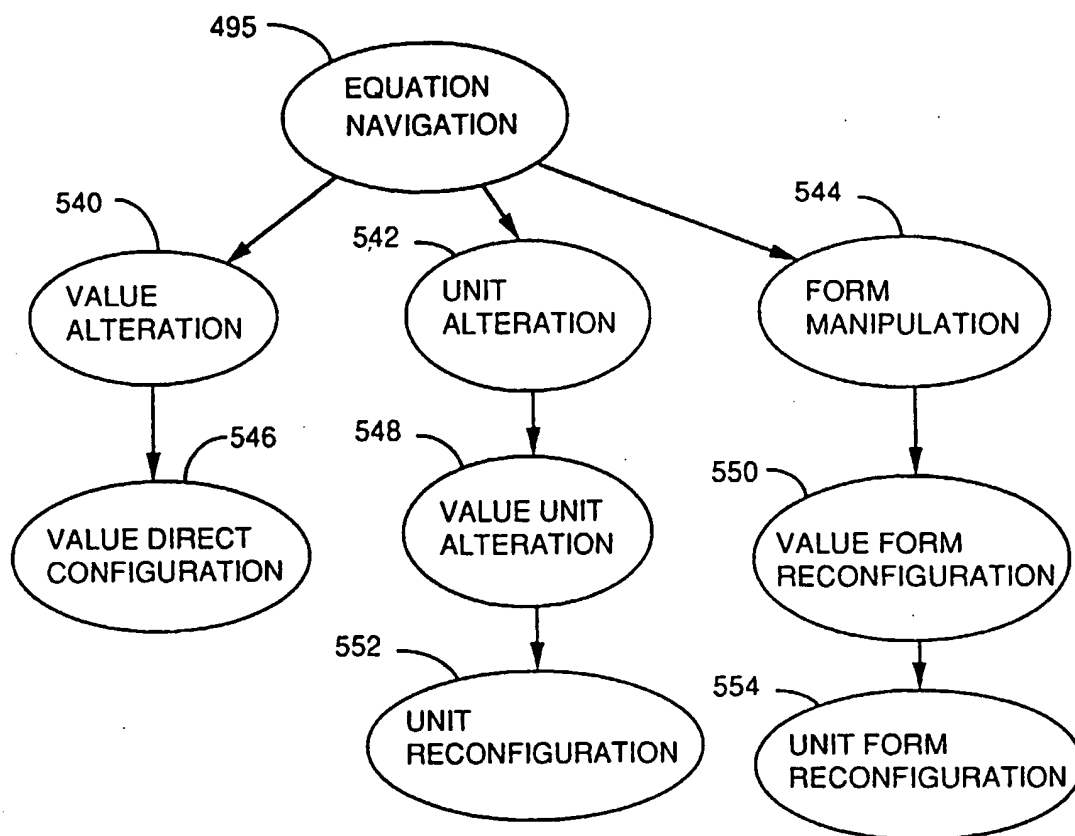 495
EQUATION
NAVIGATION
540
VALUE
ALTERATION
542
UNIT
ALTERATION
544
FORM
MANIPULATION
546
VALUE DIRECT
CONFIGURATION
548
VALUE UNIT
ALTERATION
550
VALUE FORM
RECONFIGURATION
552
UNIT
RECONFIGURATION
554
UNIT FORM
RECONFIGURATION